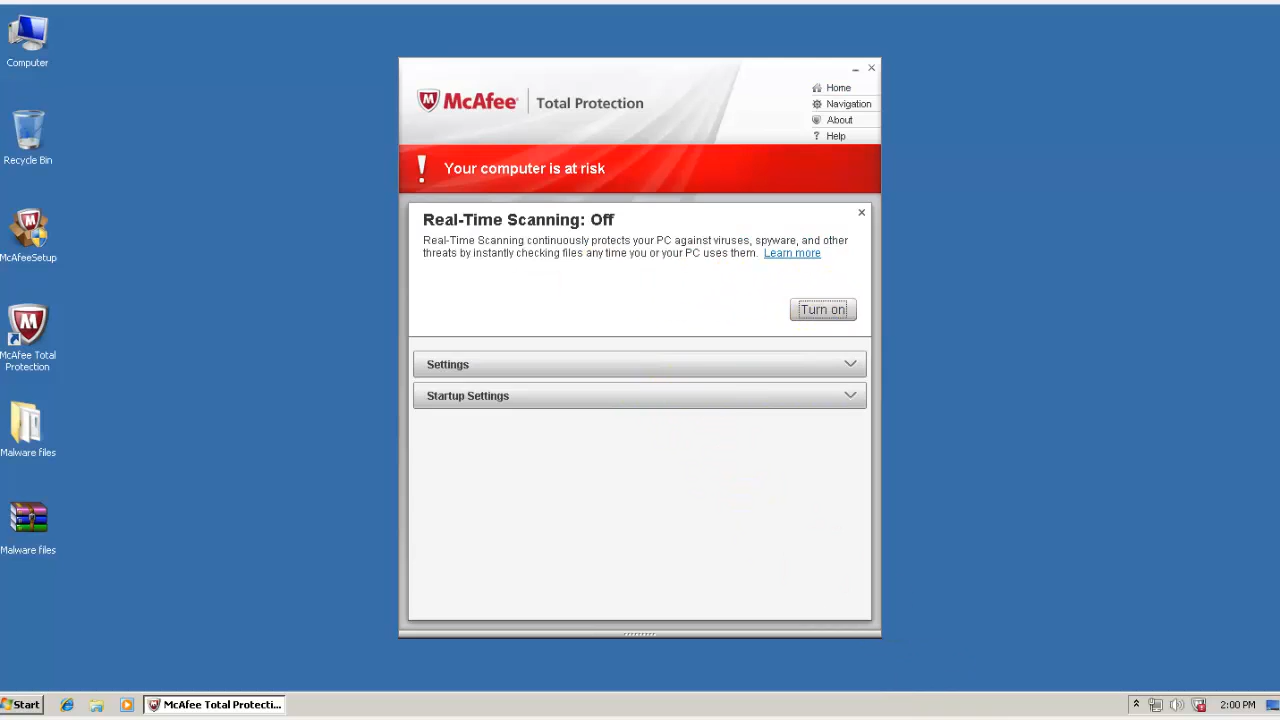 Computer
Recycle Bin
McAfeeSetup
McAfee Total
Protection
Malware files
Malware files
McAfee | Total Protection
Home
Navigation
About
? Help
! Your computer is at risk
Real-Time Scanning: Off
Real-Time Scanning continuously protects your PC against viruses, spyware, and other
threats by instantly checking files any time you or your PC uses them. Learn more
Turn on
Settings
Startup Settings
Start
McAfee Total Protecti...
2:00 PM